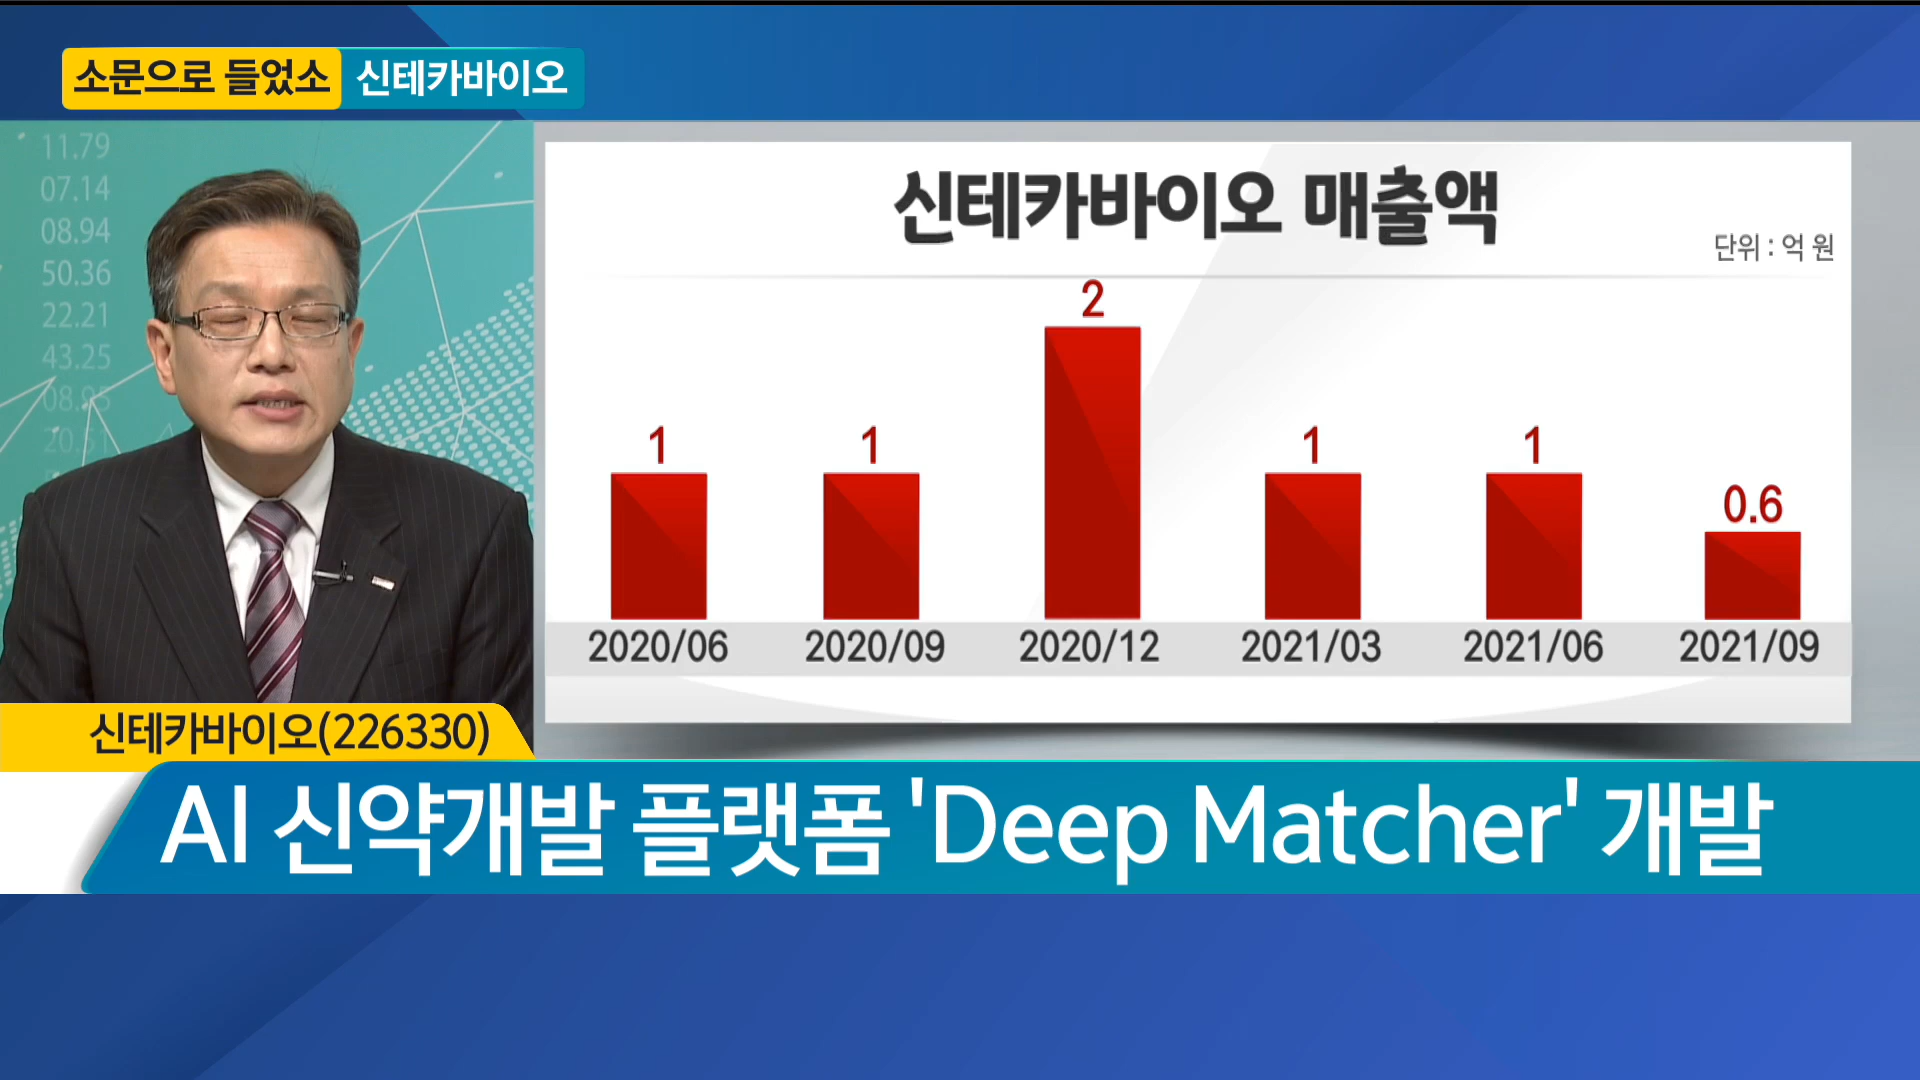 소문으로 들었소 신테카바이오
11.79
07.14
08.94
50.36
22.21
43.25
08.95
20.51
신테카바이오 매출액
단위 : 억 원
2
1 1 1 1
0.6
2020/06 2020/09 2020/12 2021/03 2021/06 2021/09
신테카바이오(226330)
AI 신약개발 플랫폼 'Deep Matcher' 개발